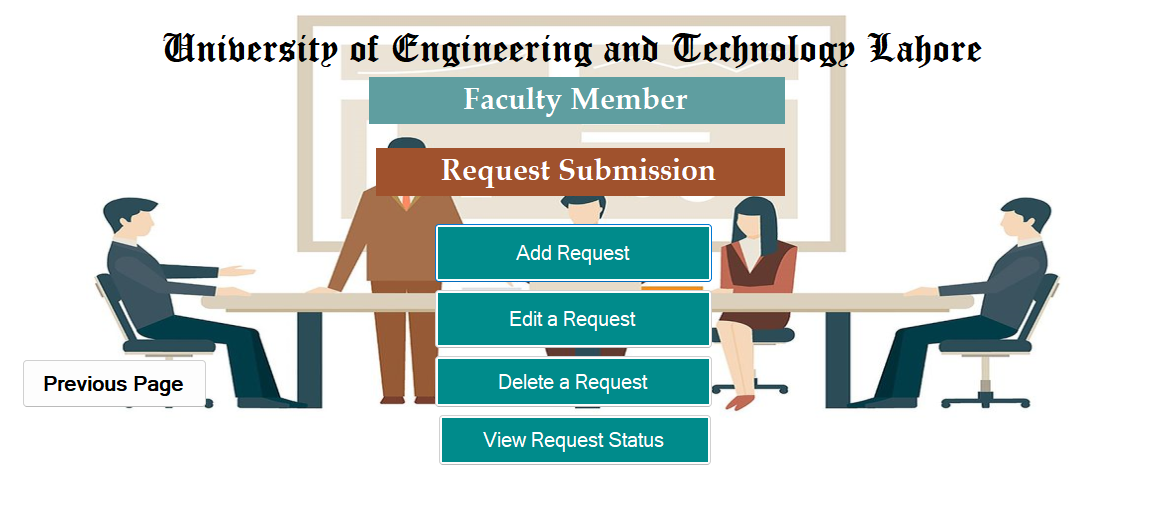 University of Engineering and Technology Lahore
Faculty Member
Request Submission
Add Request
Edit a Request
Delete a Request
Previous Page
View Request Status